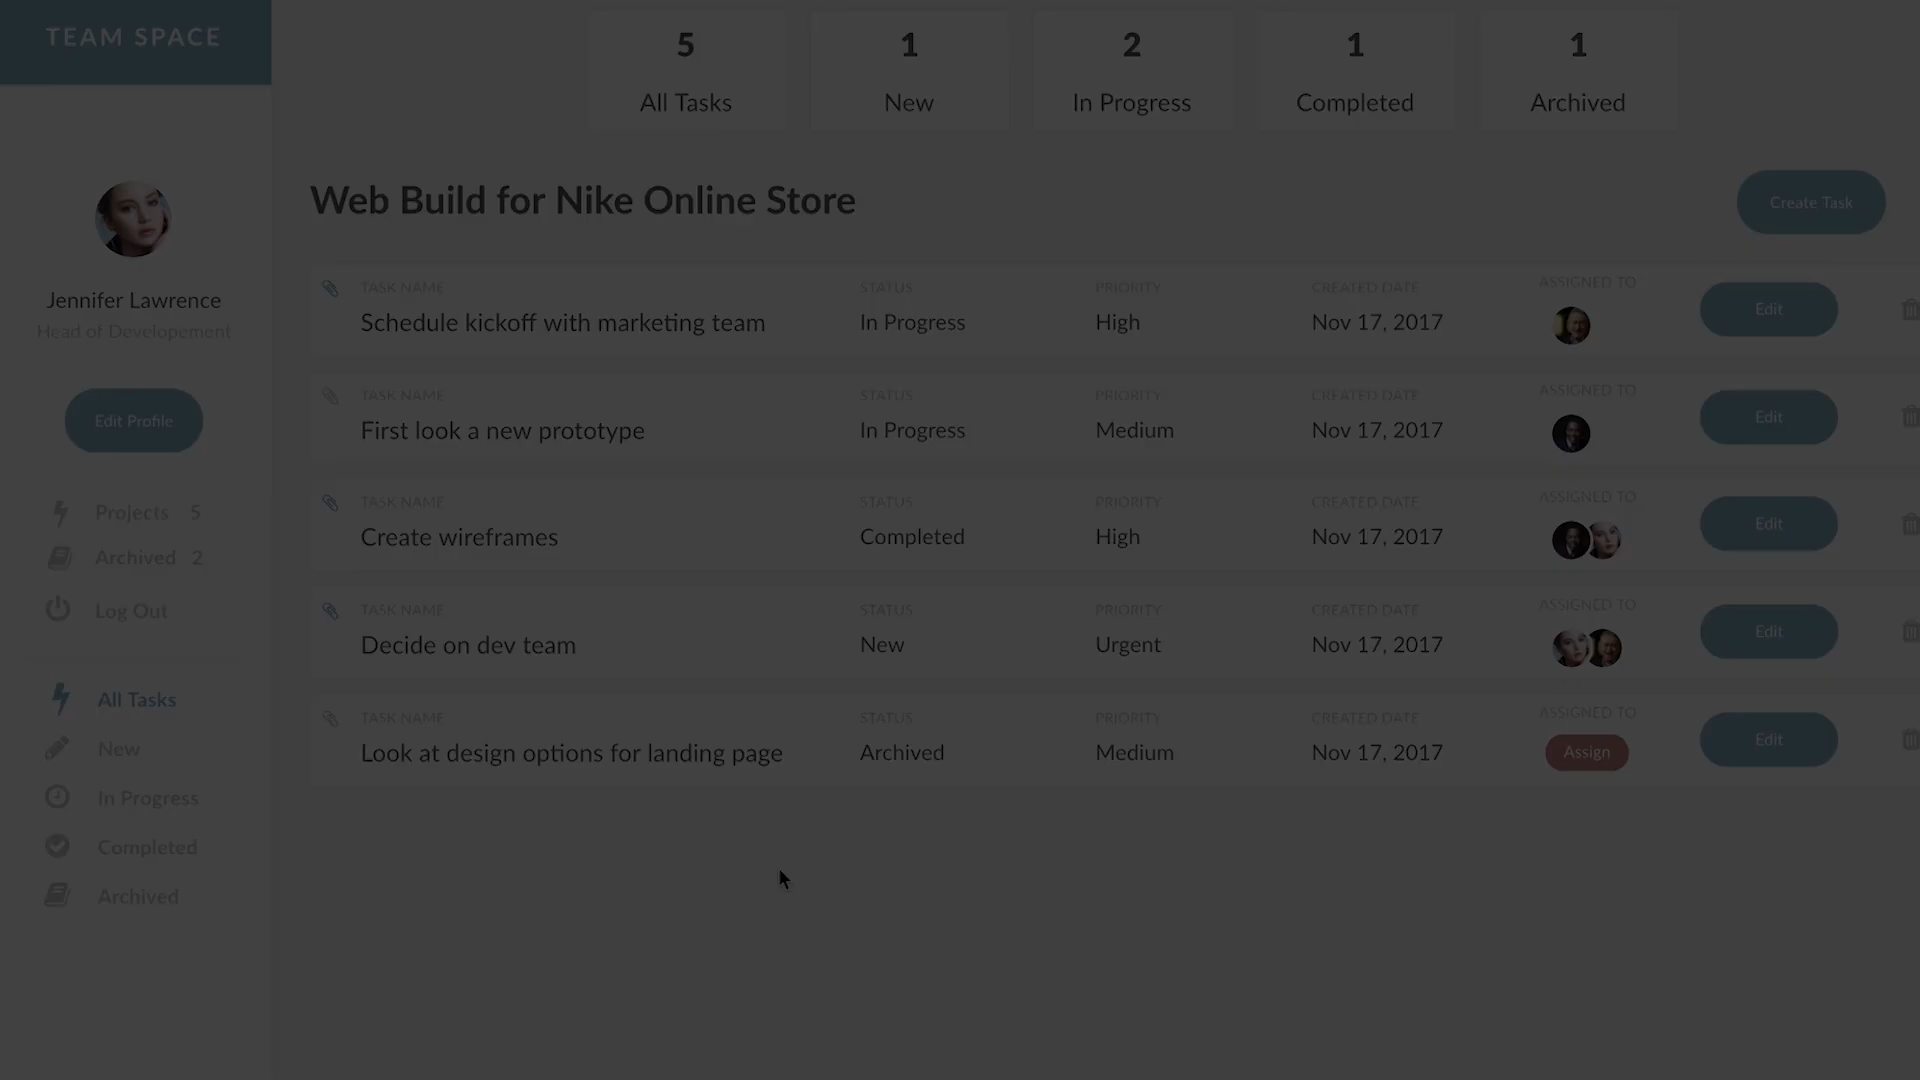 TEAM SPACE
5
All Tasks
1
New
2
In Progress
1
Completed
1
Archived
Jennifer Lawrence
Head of Developement
Edit Profile
Projects 5
Archived 2
Log Out
All Tasks
New
In Progress
Completed
Archived
Web Build for Nike Online Store
Create Task
TASK NAME STATUS PRIORITY CREATED DATE ASSIGNED TO
Schedule kickoff with marketing team In Progress High Nov 17, 2017 Edit
TASK NAME STATUS PRIORITY CREATED DATE ASSIGNED TO
First look a new prototype In Progress Medium Nov 17, 2017 Edit
TASK NAME STATUS PRIORITY CREATED DATE ASSIGNED TO
Create wireframes Completed High Nov 17, 2017 Edit
TASK NAME STATUS PRIORITY CREATED DATE ASSIGNED TO
Decide on dev team New Urgent Nov 17, 2017 Edit
TASK NAME STATUS PRIORITY CREATED DATE ASSIGNED TO
Look at design options for landing page Archived Medium Nov 17, 2017 Assign Edit